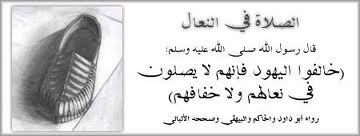 الصلاة في النعال
قال رسول الله صلى الله عليه وسلم:
(خالفوا اليهود فإنهم لا يصلون
في نعالهم ولا خفافهم)
رواه أبو داود والحاكم والبيهقي وصححه الألباني